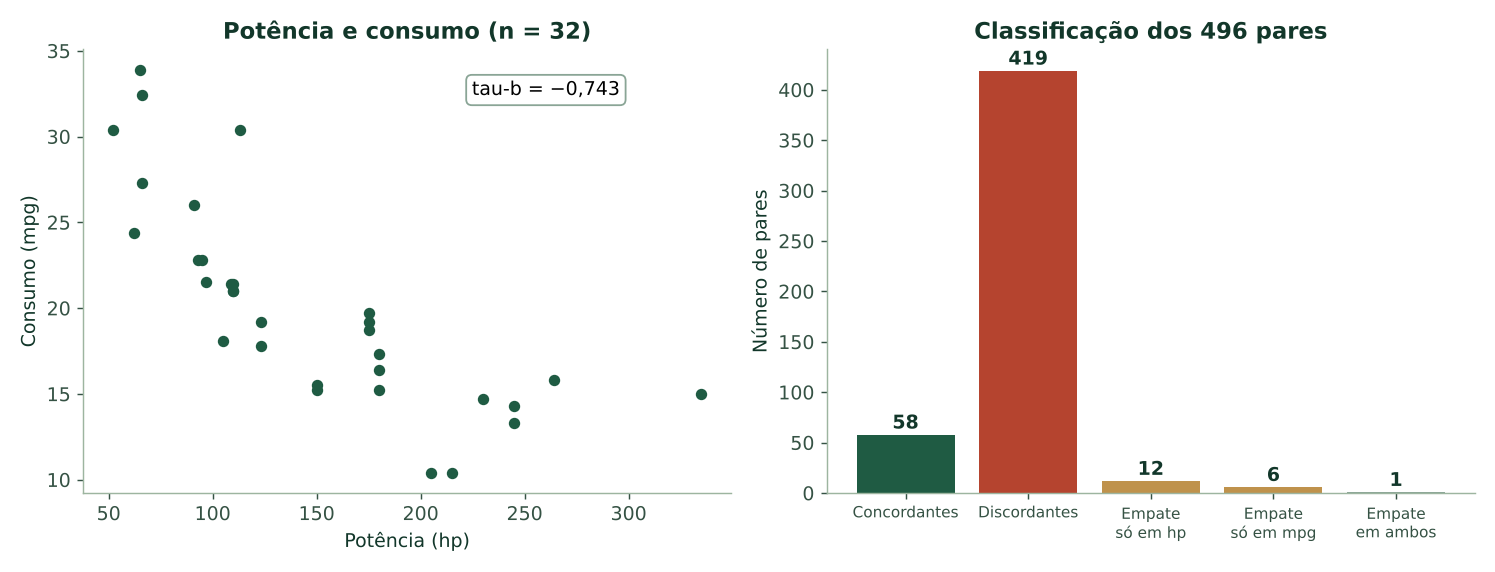 Potência e consumo (n = 32)
tau-b = −0,743
Consumo (mpg)
35
30
25
20
15
10
50
100
150
200
250
300
Potência (hp)
Classificação dos 496 pares
Número de pares
400
350
300
250
200
150
100
50
0
58
419
12
6
1
Concordantes
Discordantes
Empate
só em hp
Empate
só em mpg
Empate
em ambos